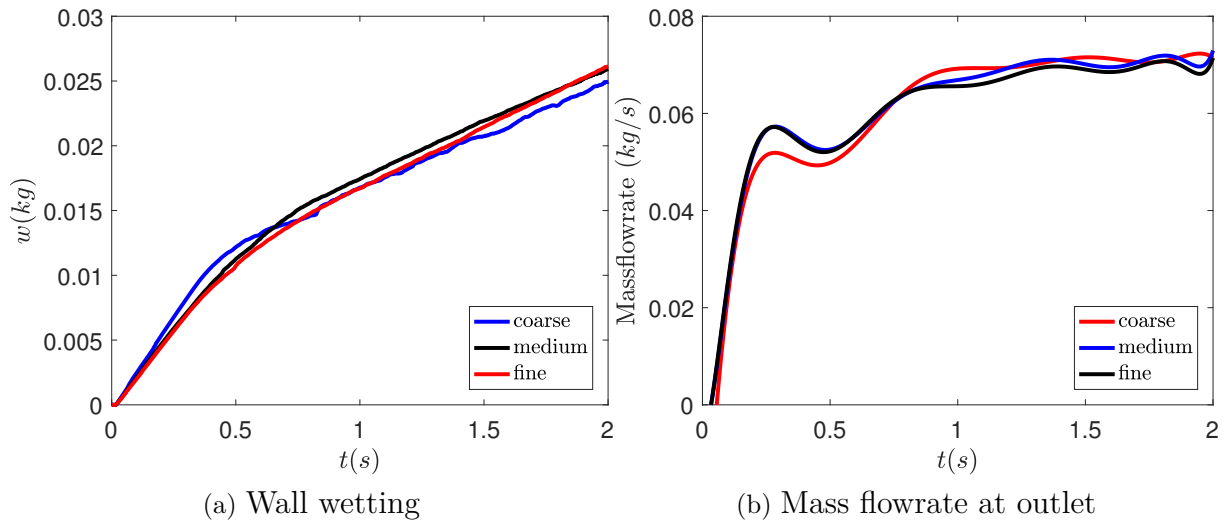 0.03
0.025
0.02
0.015
0.01
0.005
0
w(kg)
0
0.5
1
1.5
2
t(s)
coarse
medium
fine
(a) Wall wetting
0.08
0.06
0.04
0.02
0
Massflowrate (kg/s)
0
0.5
1
1.5
2
t(s)
coarse
medium
fine
(b) Mass flowrate at outlet